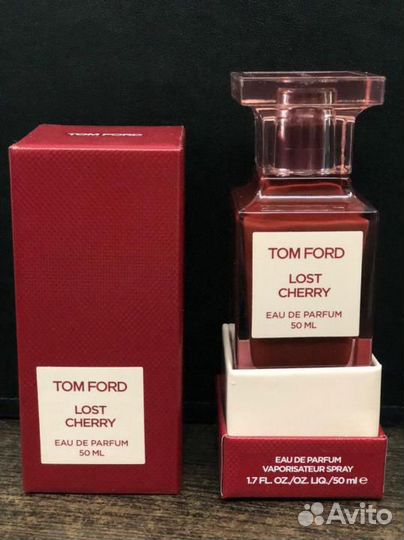 TOM FORD
TOM FORD
LOST
CHERRY
EAU DE PARFUM
50 ML
TOM FORD
LOST
CHERRY
EAU DE PARFUM
50 ML
EAU DE PARFUM
VAPORISATEUR SPRAY
1.7 FL. OZ./OZ. LIQ./50 ml ℮
Avito